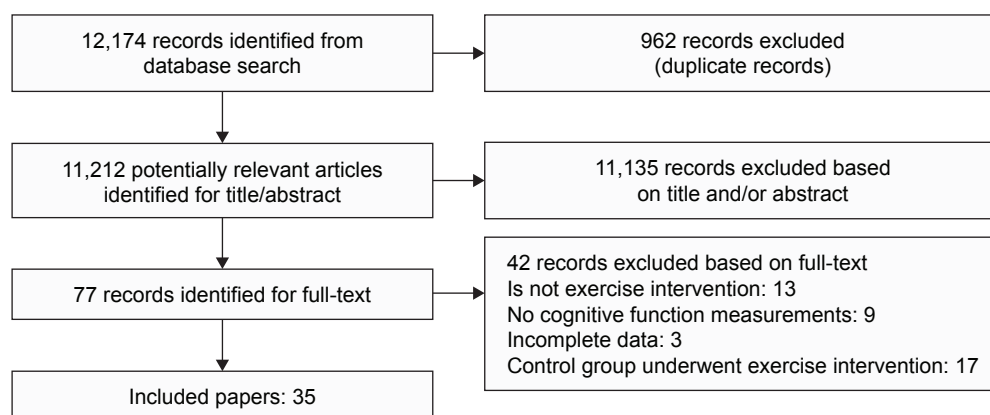 12,174 records identified from
database search
962 records excluded
(duplicate records)
11,212 potentially relevant articles
identified for title/abstract
11,135 records excluded based
on title and/or abstract
77 records identified for full-text
42 records excluded based on full-text
Is not exercise intervention: 13
No cognitive function measurements: 9
Incomplete data: 3
Control group underwent exercise intervention: 17
Included papers: 35